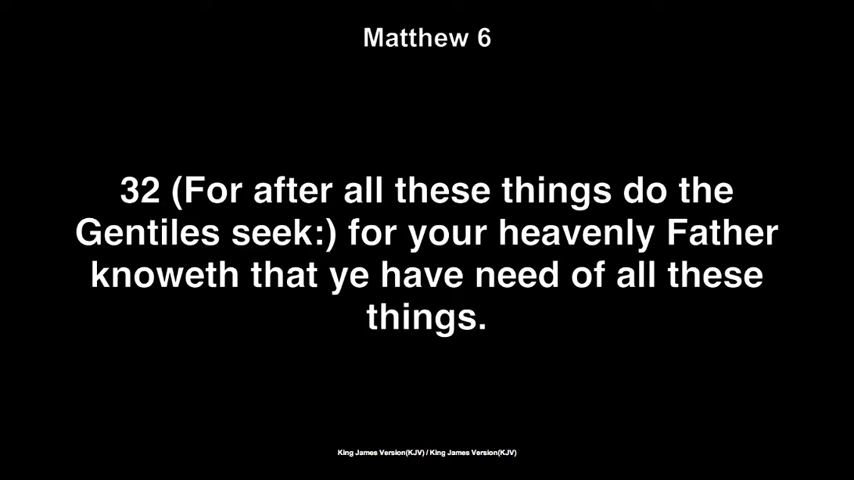 Matthew 6
32 (For after all these things do the
Gentiles seek:) for your heavenly Father
knoweth that ye have need of all these
things.
King James Version(KJV) / King James Version(KJV)